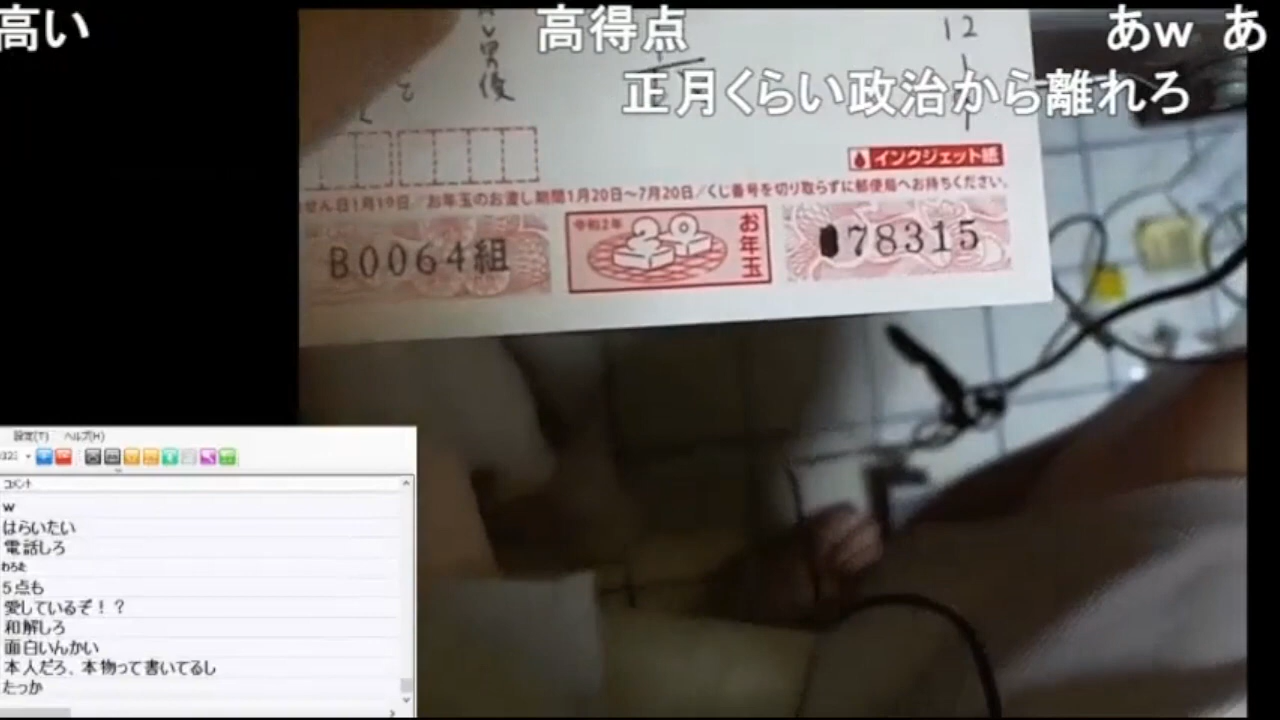 高い
高得点
あw あ
正月くらい政治から離れろ
12
男優
て
インクジェット紙
せん日1月19日/お年玉のお渡し期間1月20日～7月20日/くじ番号を切り取らずに郵便局へお持ちください。
B0064組
令和2年
お年玉
78315
設定(T) ヘルプ(H)
コメント
w
はらいたい
電話しろ
わろた
5点も
愛しているぞ！？
和解しろ
面白いんかい
本人だろ、本物って書いてるし
たっか